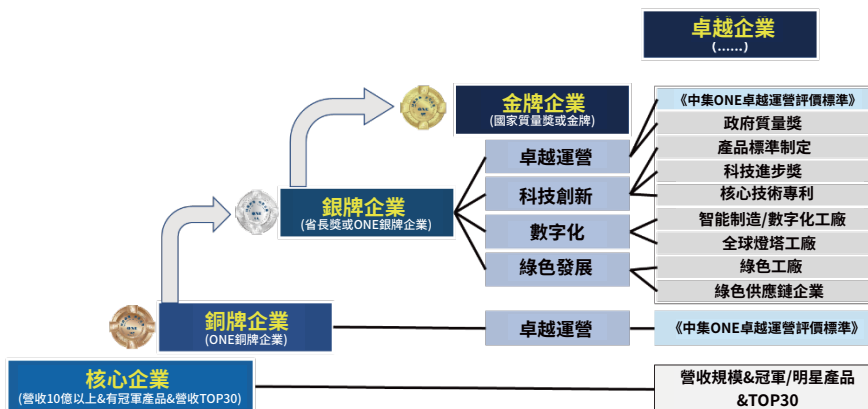 卓越企業
(......)
金牌企業
(國家質量獎或金牌)
《中集ONE卓越運營評價標準》
政府質量獎
卓越運營
產品標準制定
科技進步獎
銀牌企業
(省長獎或ONE銀牌企業)
科技創新
核心技術專利
數字化
智能制造/數字化工廠
全球燈塔工廠
綠色發展
綠色工廠
綠色供應鏈企業
銅牌企業
(ONE銅牌企業)
卓越運營
《中集ONE卓越運營評價標準》
核心企業
(營收10億以上&有冠軍產品&營收TOP30)
營收規模&冠軍/明星產品
&TOP30